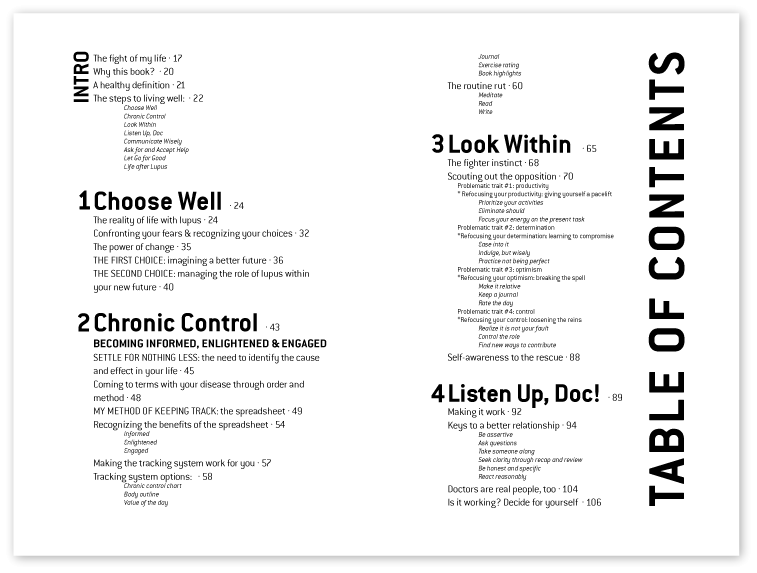 INTRO
The fight of my life · 17
Why this book? · 20
A healthy definition · 21
The steps to living well: · 22
Choose Well
Chronic Control
Look Within
Listen Up, Doc
Communicate Wisely
Ask for and Accept Help
Let Go for Good
Life after Lupus
1 Choose Well · 24
The reality of life with lupus · 24
Confronting your fears & recognizing your choices · 32
The power of change · 35
THE FIRST CHOICE: imagining a better future · 36
THE SECOND CHOICE: managing the role of lupus within
your new future · 40
2 Chronic Control · 43
BECOMING INFORMED, ENLIGHTENED & ENGAGED
SETTLE FOR NOTHING LESS: the need to identify the cause
and effect in your life · 45
Coming to terms with your disease through order and
method · 48
MY METHOD OF KEEPING TRACK: the spreadsheet · 49
Recognizing the benefits of the spreadsheet · 54
Informed
Enlightened
Engaged
Making the tracking system work for you · 57
Tracking system options: · 58
Chronic control chart
Body outline
Value of the day
Journal
Exercise rating
Book highlights
The routine rut · 60
Meditate
Read
Write
3 Look Within · 65
The fighter instinct · 68
Scouting out the opposition · 70
Problematic trait #1: productivity
* Refocusing your productivity: giving yourself a pacelift
Prioritize your activities
Eliminate should
Focus your energy on the present task
Problematic trait #2: determination
*Refocusing your determination: learning to compromise
Ease into it
Indulge, but wisely
Practice not being perfect
Problematic trait #3: optimism
*Refocusing your optimism: breaking the spell
Make it relative
Keep a journal
Rate the day
Problematic trait #4: control
*Refocusing your control: loosening the reins
Realize it is not your fault
Control the role
Find new ways to contribute
Self-awareness to the rescue · 88
4 Listen Up, Doc! · 89
Making it work · 92
Keys to a better relationship · 94
Be assertive
Ask questions
Take someone along
Seek clarity through recap and review
Be honest and specific
React reasonably
Doctors are real people, too · 104
Is it working? Decide for yourself · 106
TABLE OF CONTENTS